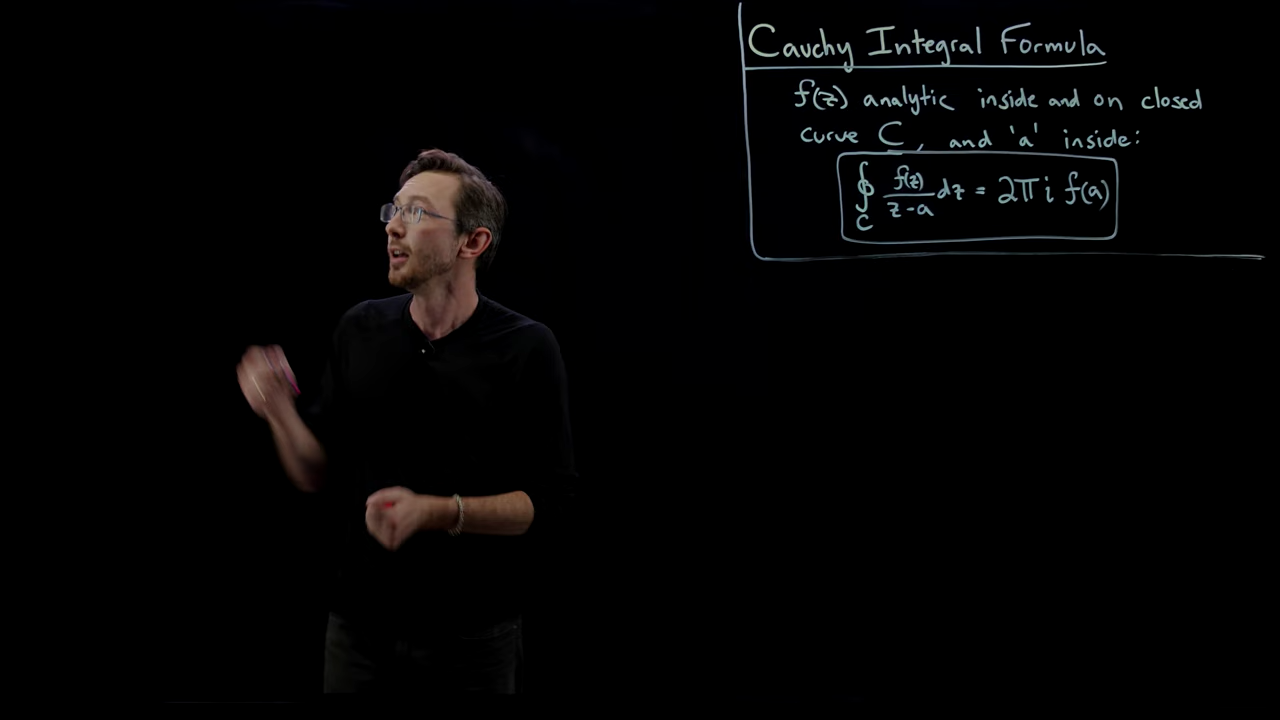 Cauchy Integral Formula
f(z) analytic inside and on closed
curve C, and 'a' inside:
∮_C f(z)/(z-a) dz = 2πi f(a)